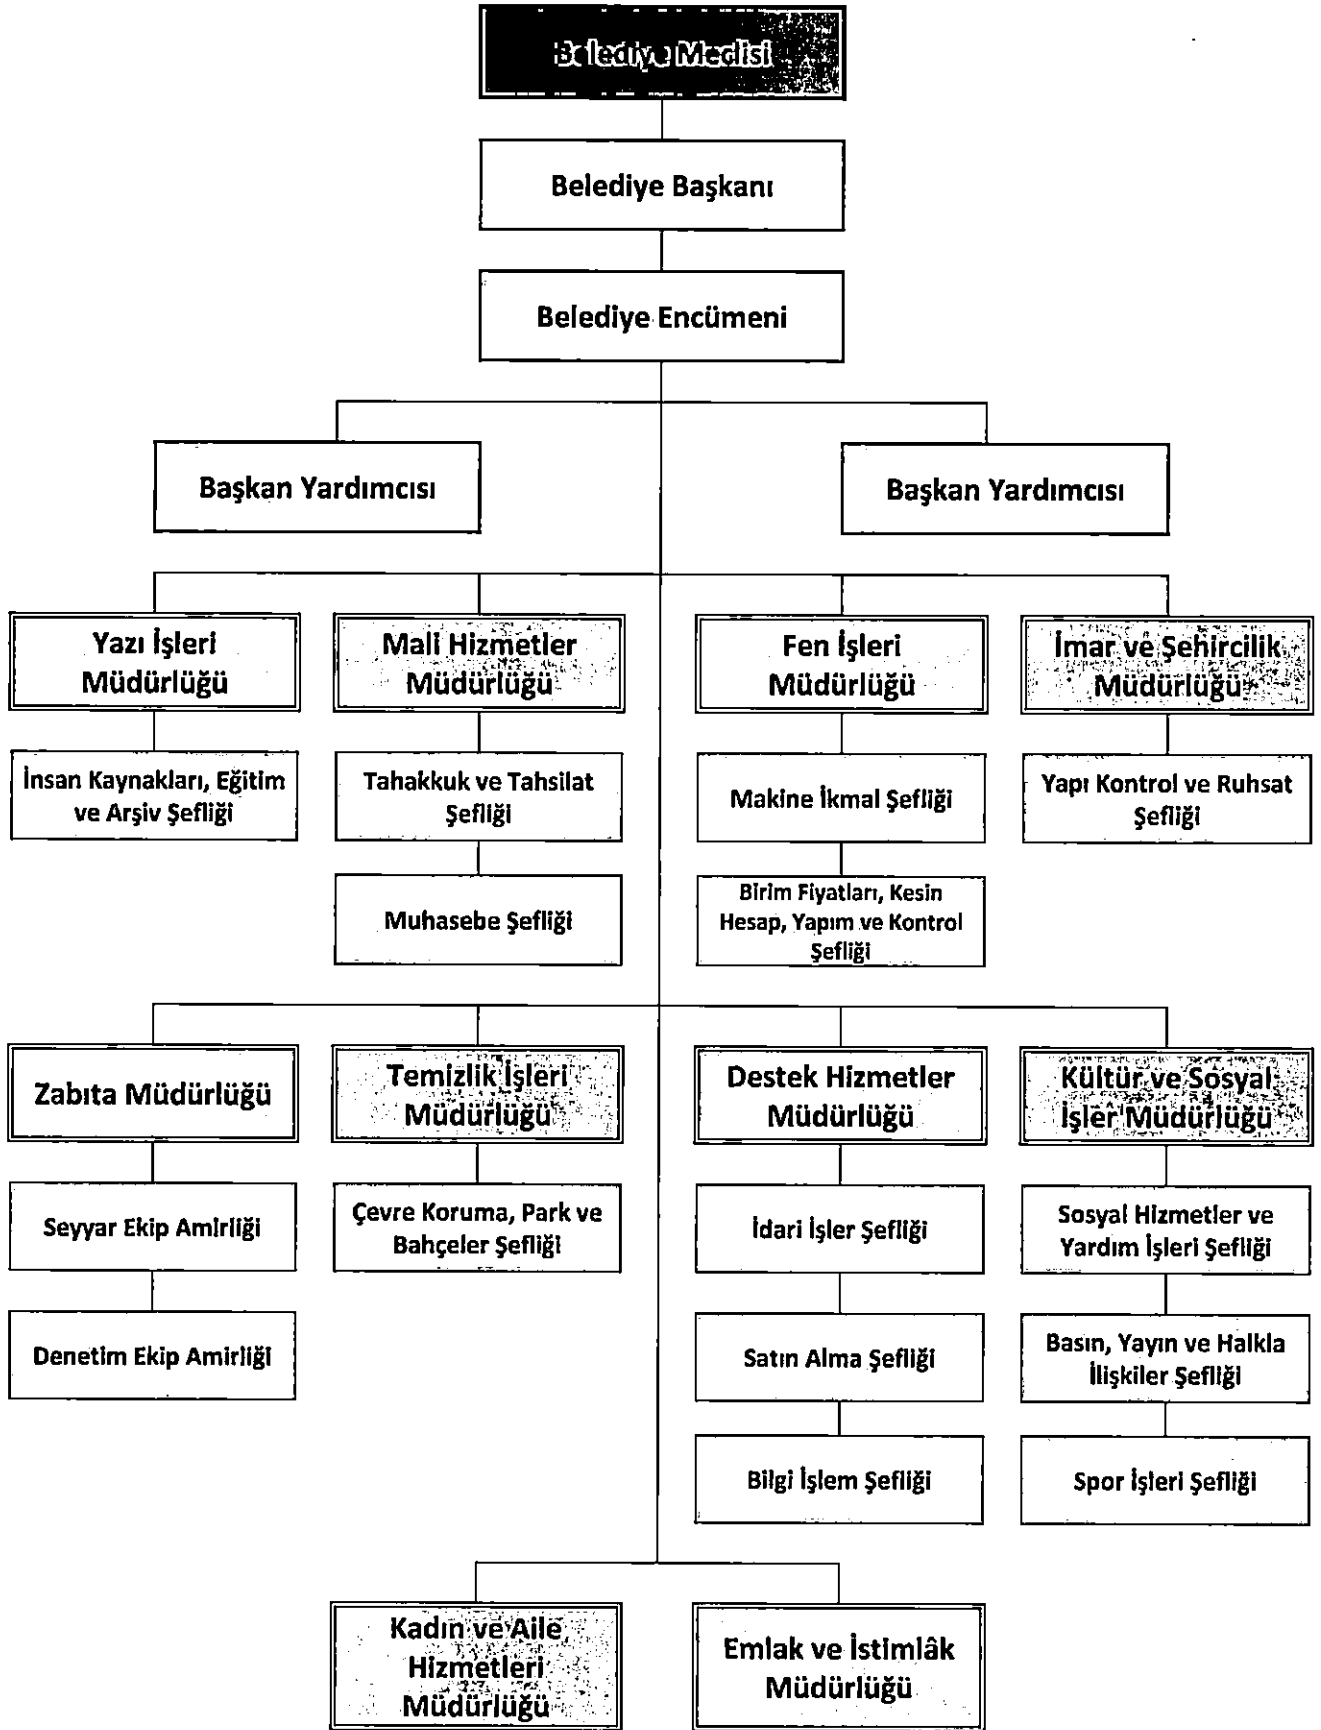 Belediye Meclisi
Belediye Başkanı
Belediye Encümeni
Başkan Yardımcısı
Başkan Yardımcısı
Yazı İşleri
Müdürlüğü
Mali Hizmetler
Müdürlüğü
Fen İşleri
Müdürlüğü
İmar ve Şehircilik
Müdürlüğü
İnsan Kaynakları, Eğitim
ve Arşiv Şefliği
Tahakkuk ve Tahsilat
Şefliği
Makine İkmal Şefliği
Yapı Kontrol ve Ruhsat
Şefliği
Muhasebe Şefliği
Birim Fiyatları, Kesin
Hesap, Yapım ve Kontrol
Şefliği
Zabıta Müdürlüğü
Temizlik İşleri
Müdürlüğü
Destek Hizmetler
Müdürlüğü
Kültür ve Sosyal
İşler Müdürlüğü
Seyyar Ekip Amirliği
Çevre Koruma, Park ve
Bahçeler Şefliği
İdari İşler Şefliği
Sosyal Hizmetler ve
Yardım İşleri Şefliği
Denetim Ekip Amirliği
Satın Alma Şefliği
Basın, Yayın ve Halkla
İlişkiler Şefliği
Bilgi İşlem Şefliği
Spor İşleri Şefliği
Kadın ve Aile
Hizmetleri
Müdürlüğü
Emlak ve İstimlâk
Müdürlüğü